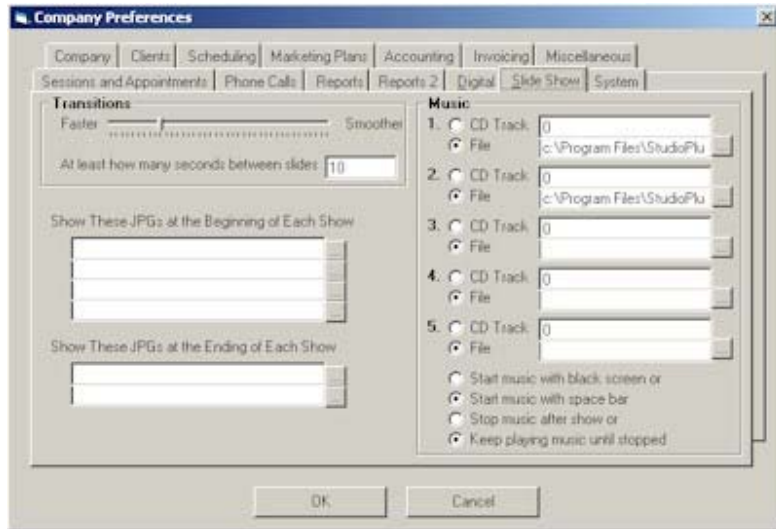 Company Preferences
Company Clients Scheduling Marketing Plans Accounting Invoicing Miscellaneous
Sessions and Appointments Phone Calls Reports Reports 2 Digital Slide Show System
Transitions
Faster Smoother
At least how many seconds between slides 10
Show These JPGs at the Beginning of Each Show
...
...
...
...
Show These JPGs at the Ending of Each Show
...
...
Music
1. CD Track 0
File c:\Program Files\StudioPlu ...
2. CD Track 0
File c:\Program Files\StudioPlu ...
3. CD Track 0
File ...
4. CD Track 0
File ...
5. CD Track 0
File ...
Start music with black screen or
Start music with space bar
Stop music after show or
Keep playing music until stopped
OK Cancel